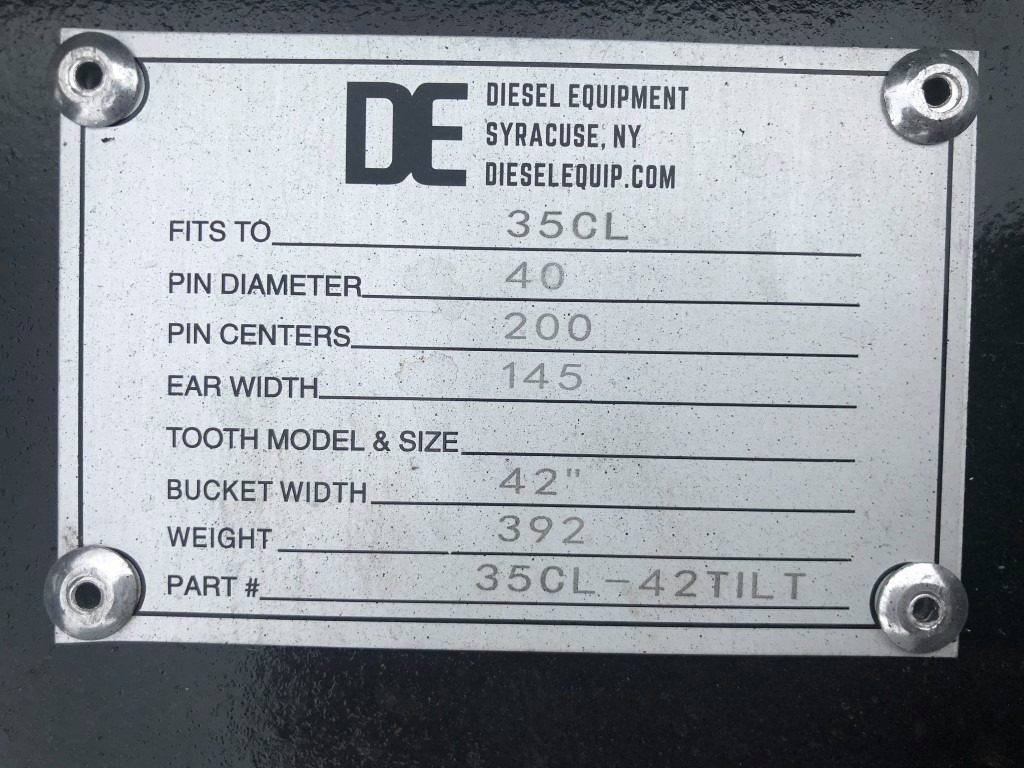 DE
DIESEL EQUIPMENT
SYRACUSE, NY
DIESELEQUIP.COM
FITS TO 35CL
PIN DIAMETER 40
PIN CENTERS 200
EAR WIDTH 145
TOOTH MODEL & SIZE
BUCKET WIDTH 42"
WEIGHT 392
PART # 35CL-42TILT